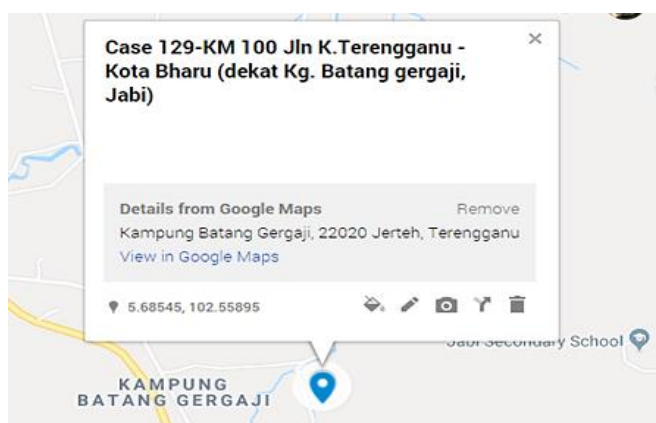 Case 129-KM 100 Jln K.Terengganu -
Kota Bharu (dekat Kg. Batang gergaji,
Jabi)
Details from Google Maps
Remove
Kampung Batang Gergaji, 22020 Jerteh, Terengganu
View in Google Maps
5.68545, 102.55895
Jabi Secondary School
KAMPUNG
BATANG GERGAJI